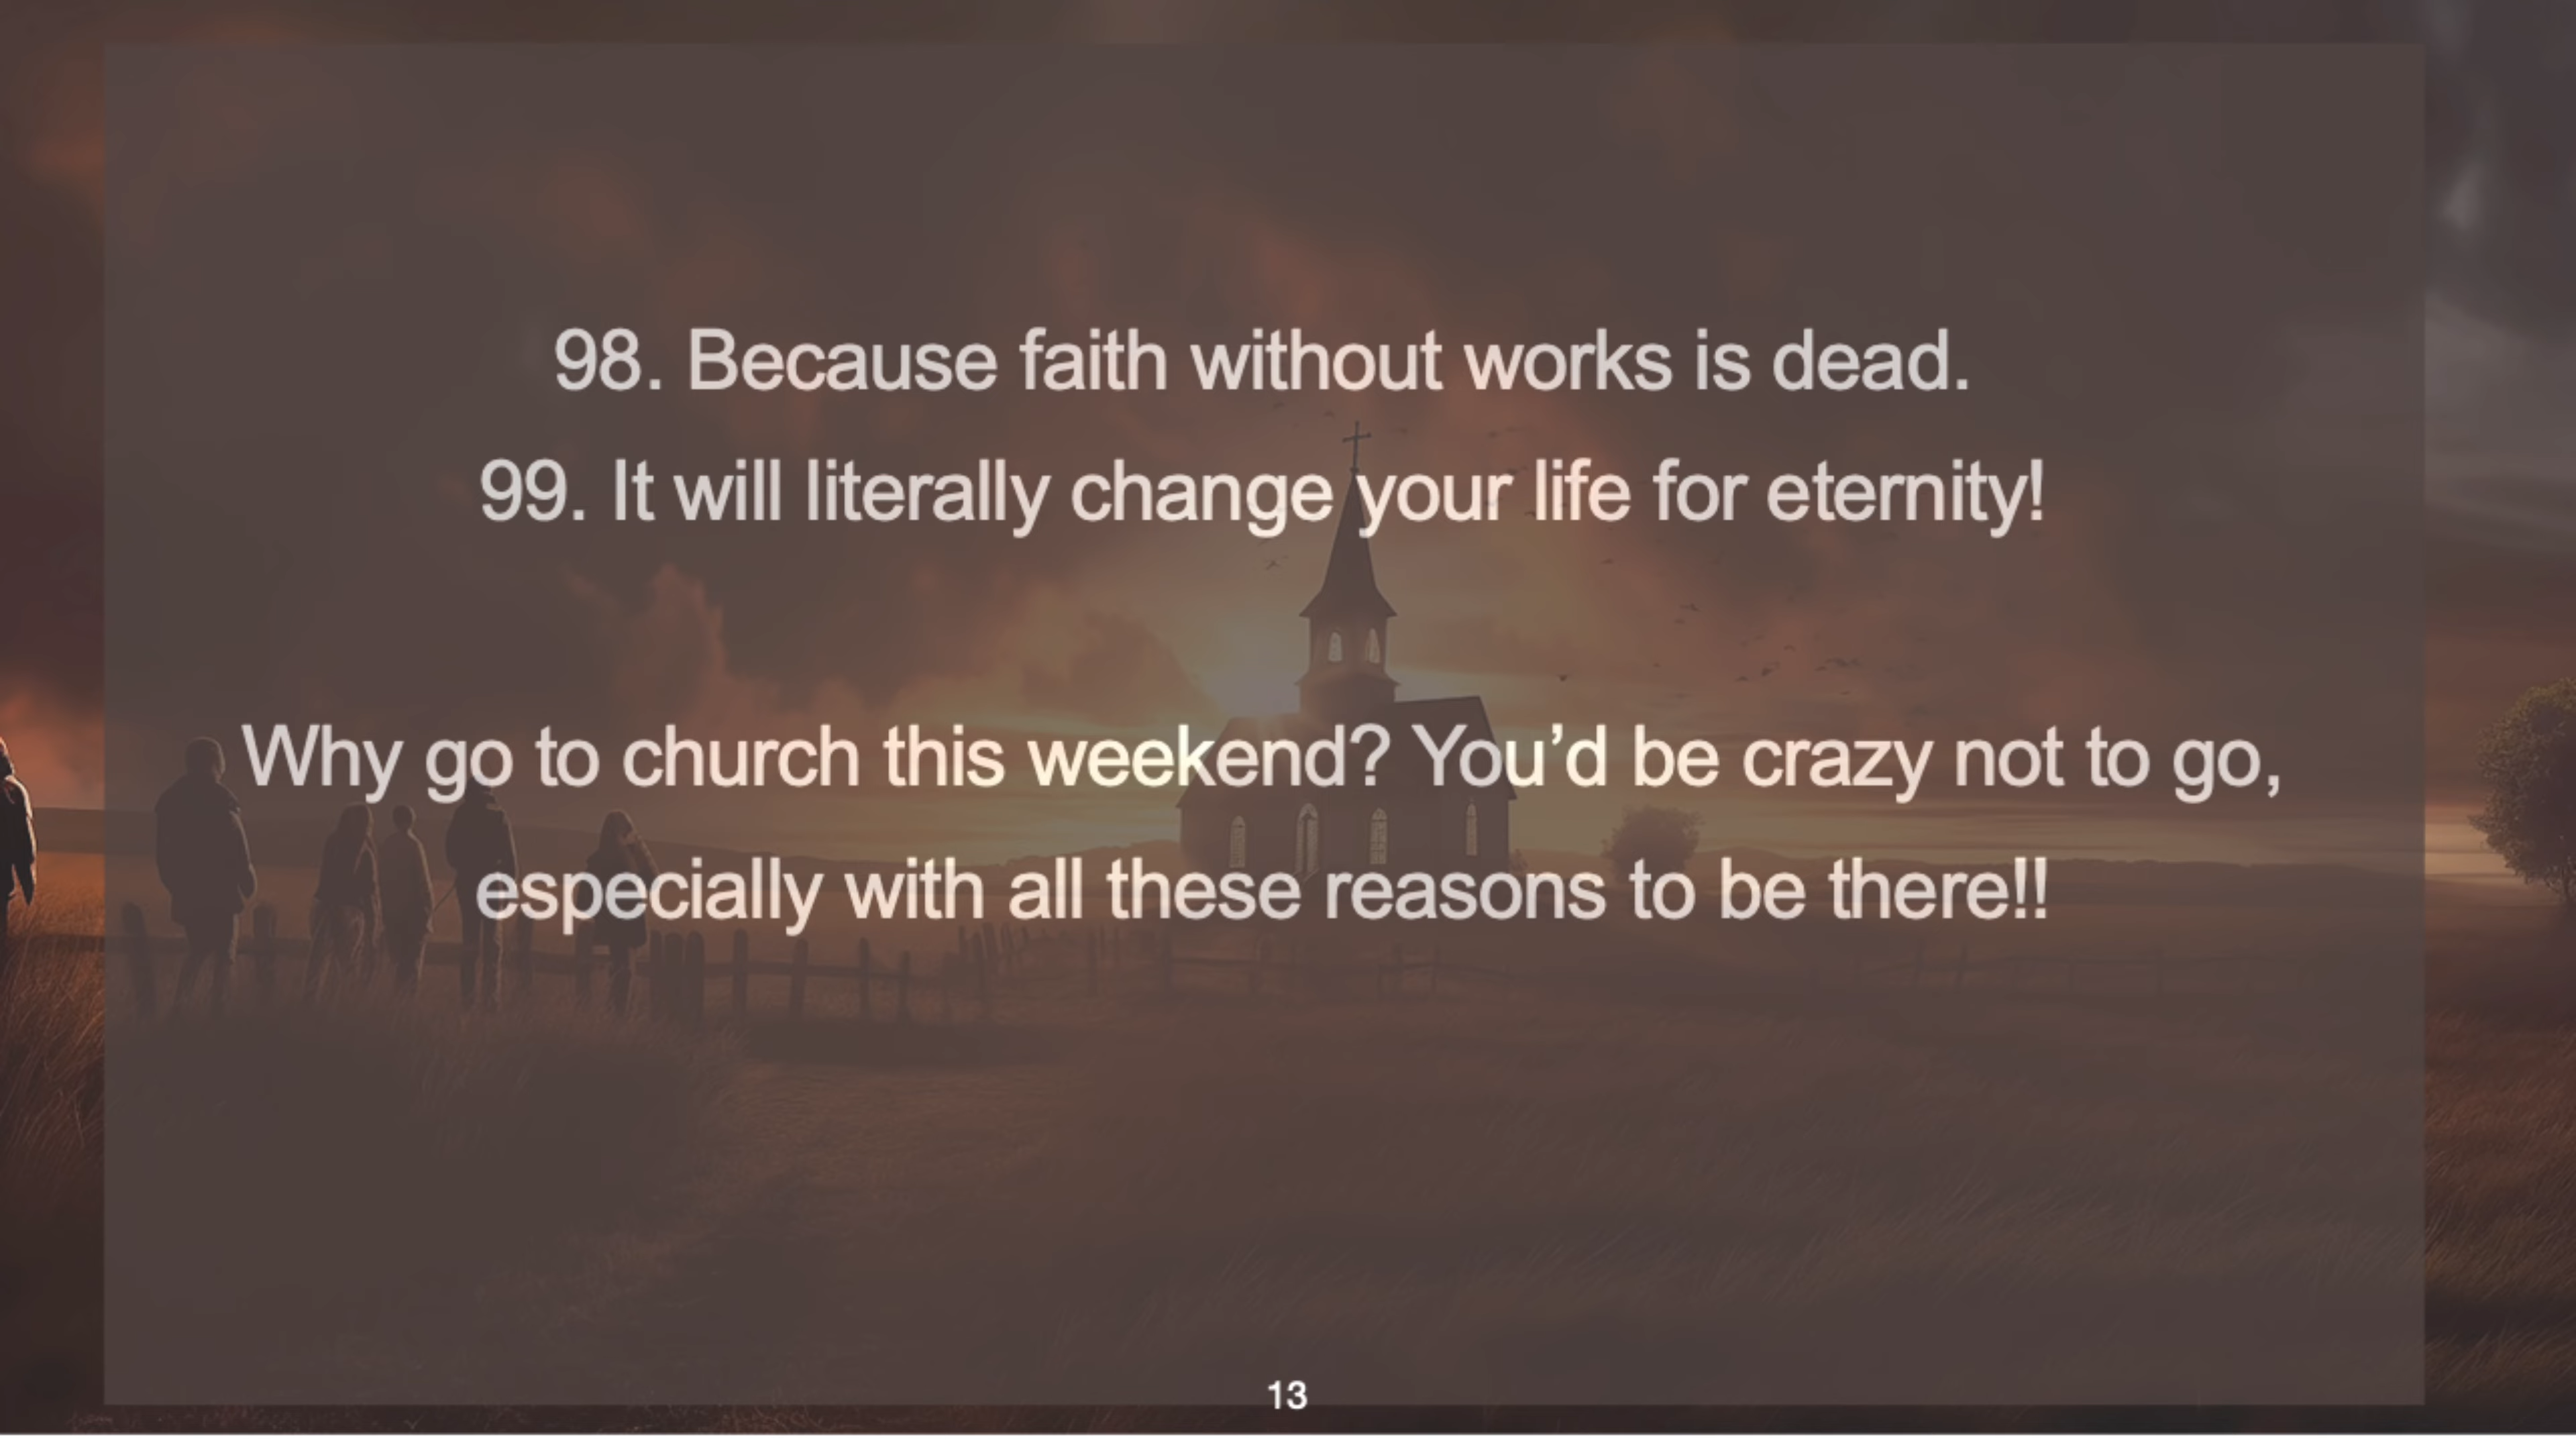 98. Because faith without works is dead.
99. It will literally change your life for eternity!
Why go to church this weekend? You’d be crazy not to go,
especially with all these reasons to be there!!
13